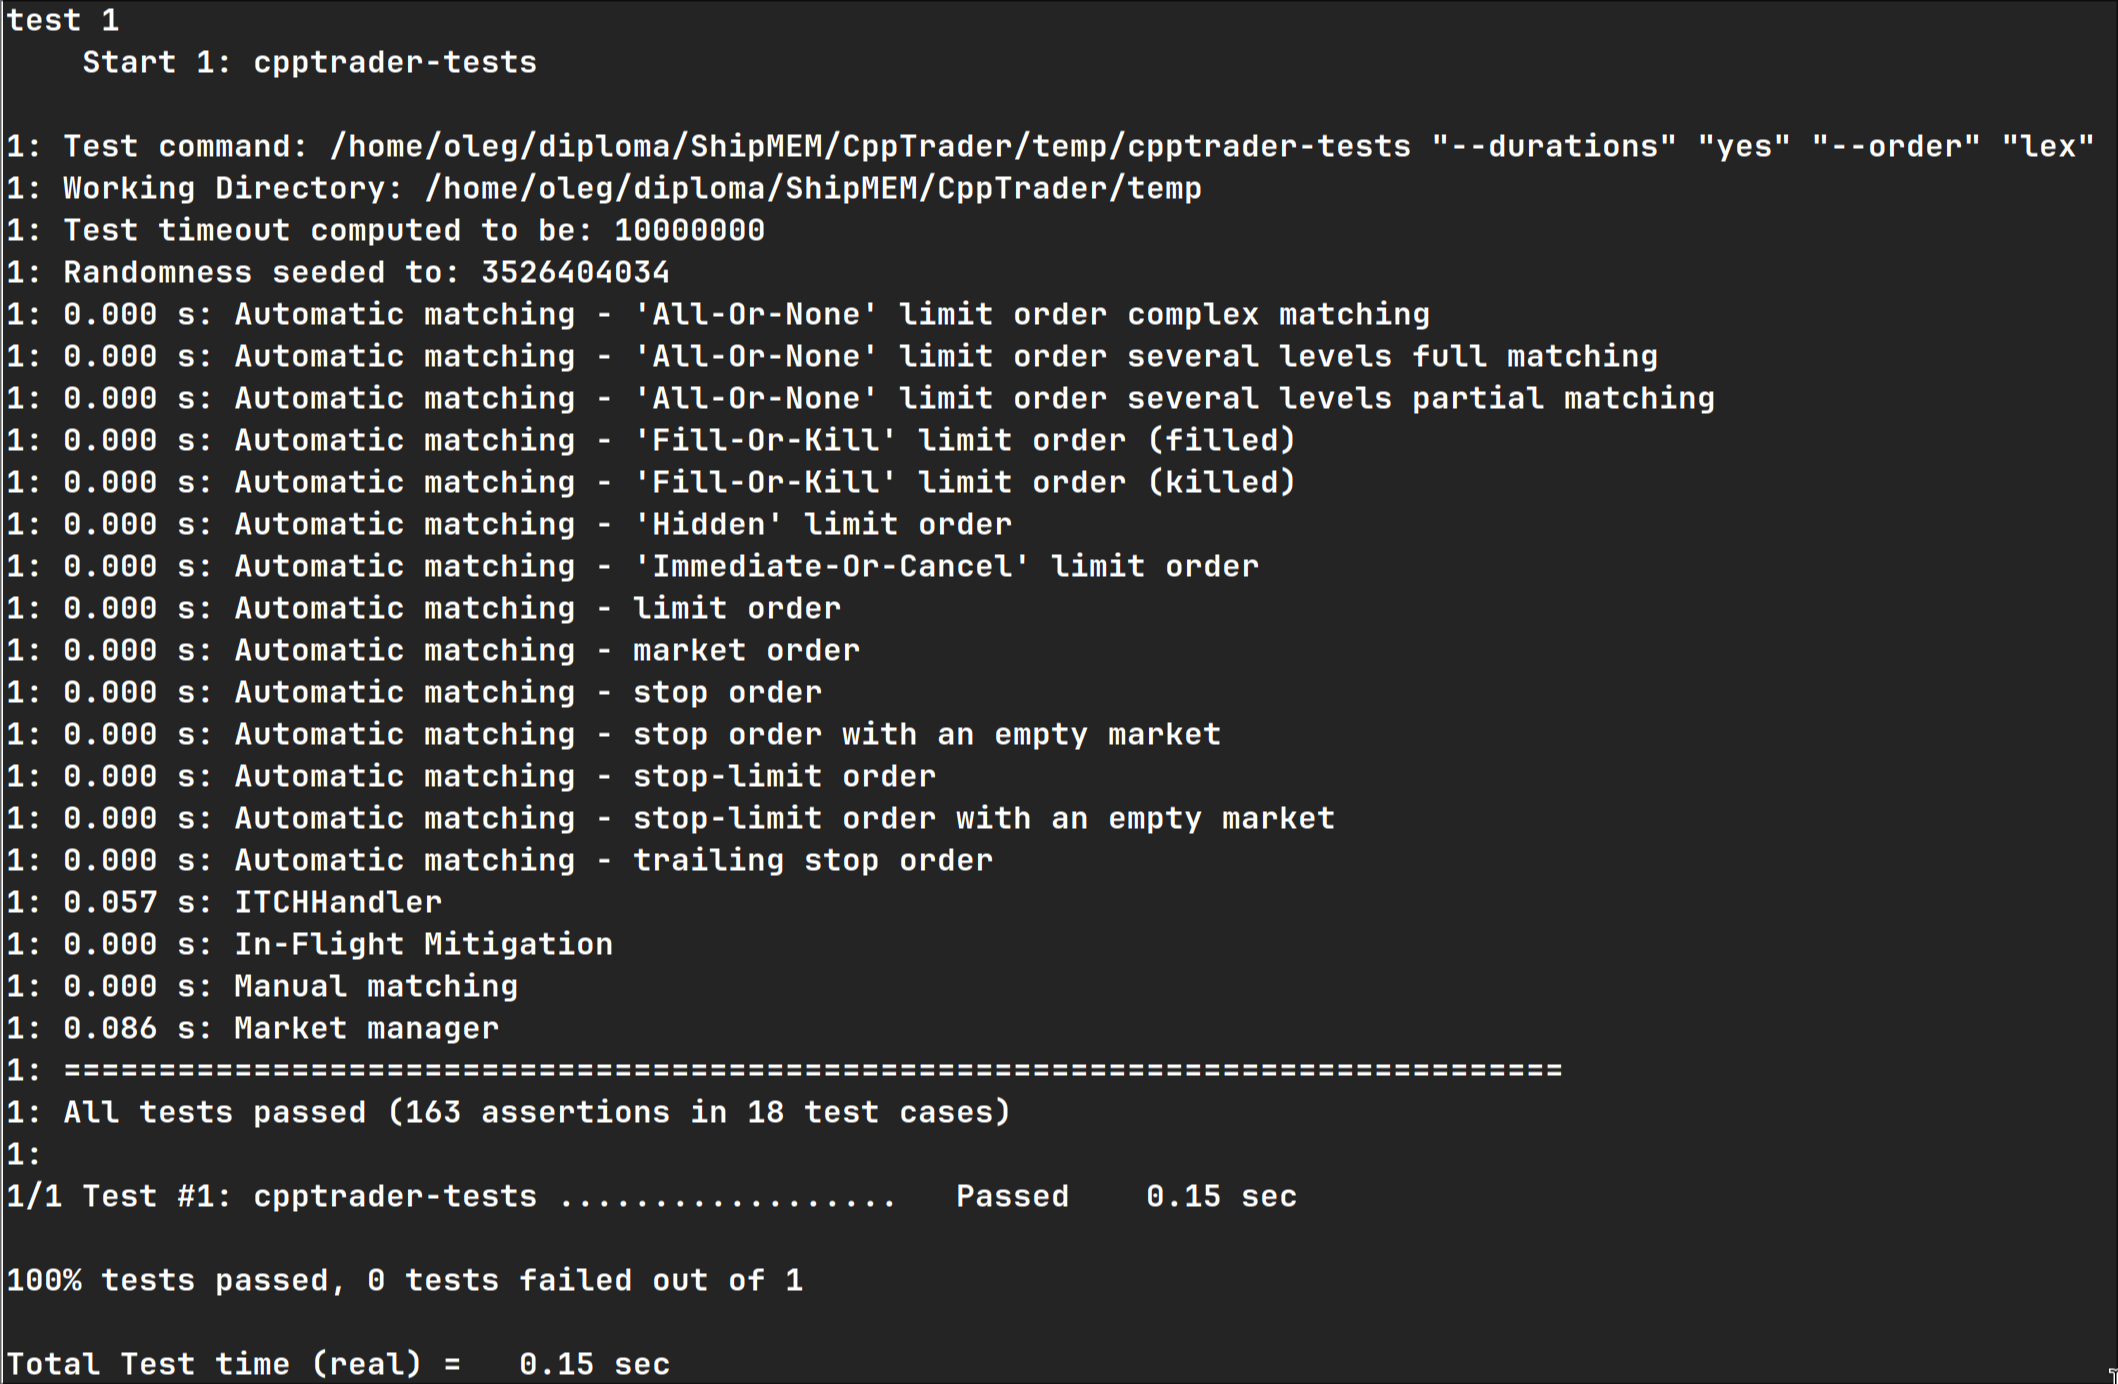 test 1
    Start 1: cpptrader-tests

1: Test command: /home/oleg/diploma/ShipMEM/CppTrader/temp/cpptrader-tests "--durations" "yes" "--order" "lex"
1: Working Directory: /home/oleg/diploma/ShipMEM/CppTrader/temp
1: Test timeout computed to be: 10000000
1: Randomness seeded to: 3526404034
1: 0.000 s: Automatic matching - 'All-Or-None' limit order complex matching
1: 0.000 s: Automatic matching - 'All-Or-None' limit order several levels full matching
1: 0.000 s: Automatic matching - 'All-Or-None' limit order several levels partial matching
1: 0.000 s: Automatic matching - 'Fill-Or-Kill' limit order (filled)
1: 0.000 s: Automatic matching - 'Fill-Or-Kill' limit order (killed)
1: 0.000 s: Automatic matching - 'Hidden' limit order
1: 0.000 s: Automatic matching - 'Immediate-Or-Cancel' limit order
1: 0.000 s: Automatic matching - limit order
1: 0.000 s: Automatic matching - market order
1: 0.000 s: Automatic matching - stop order
1: 0.000 s: Automatic matching - stop order with an empty market
1: 0.000 s: Automatic matching - stop-limit order
1: 0.000 s: Automatic matching - stop-limit order with an empty market
1: 0.000 s: Automatic matching - trailing stop order
1: 0.057 s: ITCHHandler
1: 0.000 s: In-Flight Mitigation
1: 0.000 s: Manual matching
1: 0.086 s: Market manager
1: ===============================================================================
1: All tests passed (163 assertions in 18 test cases)
1:
1/1 Test #1: cpptrader-tests ..................   Passed    0.15 sec

100% tests passed, 0 tests failed out of 1

Total Test time (real) =   0.15 sec